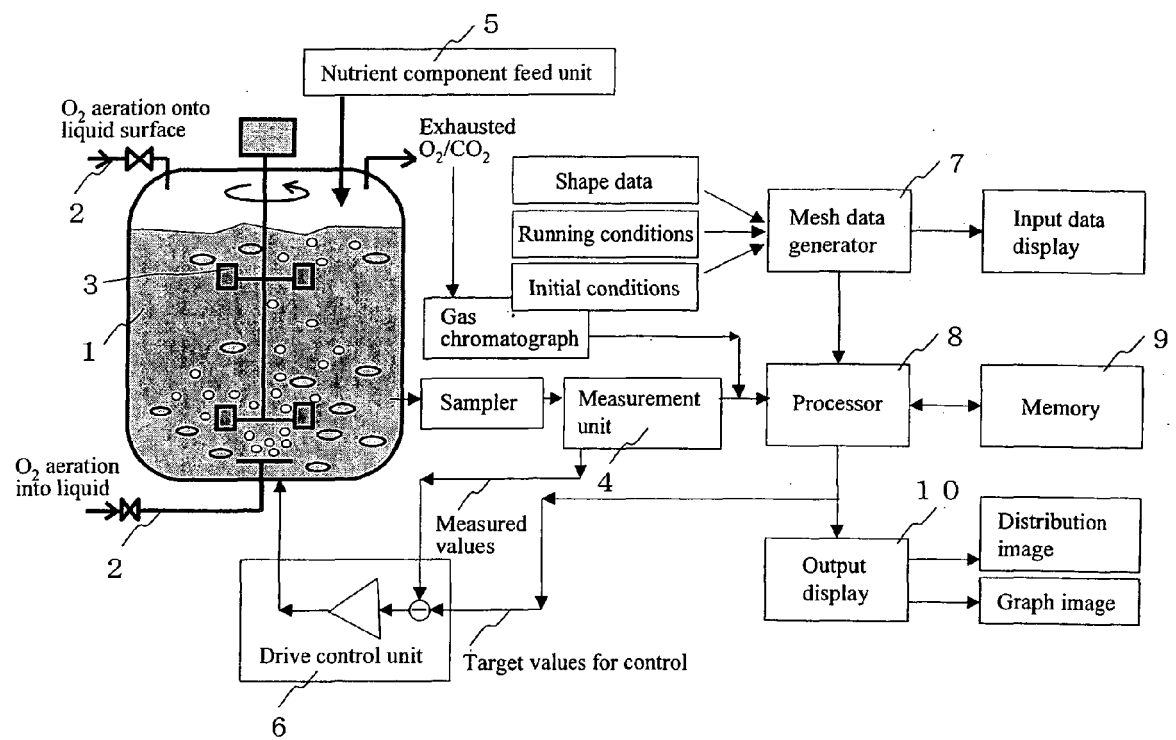 5
Nutrient component feed unit
O2 aeration onto
liquid surface
2
Exhausted
O2/CO2
Shape data
Running conditions
Initial conditions
7
Mesh data
generator
Input data
display
3
1
Gas
chromatograph
Sampler
Measurement
unit
4
8
Processor
9
Memory
O2 aeration
into liquid
2
Measured
values
10
Output
display
Distribution
image
Graph image
Drive control unit
Target values for control
6